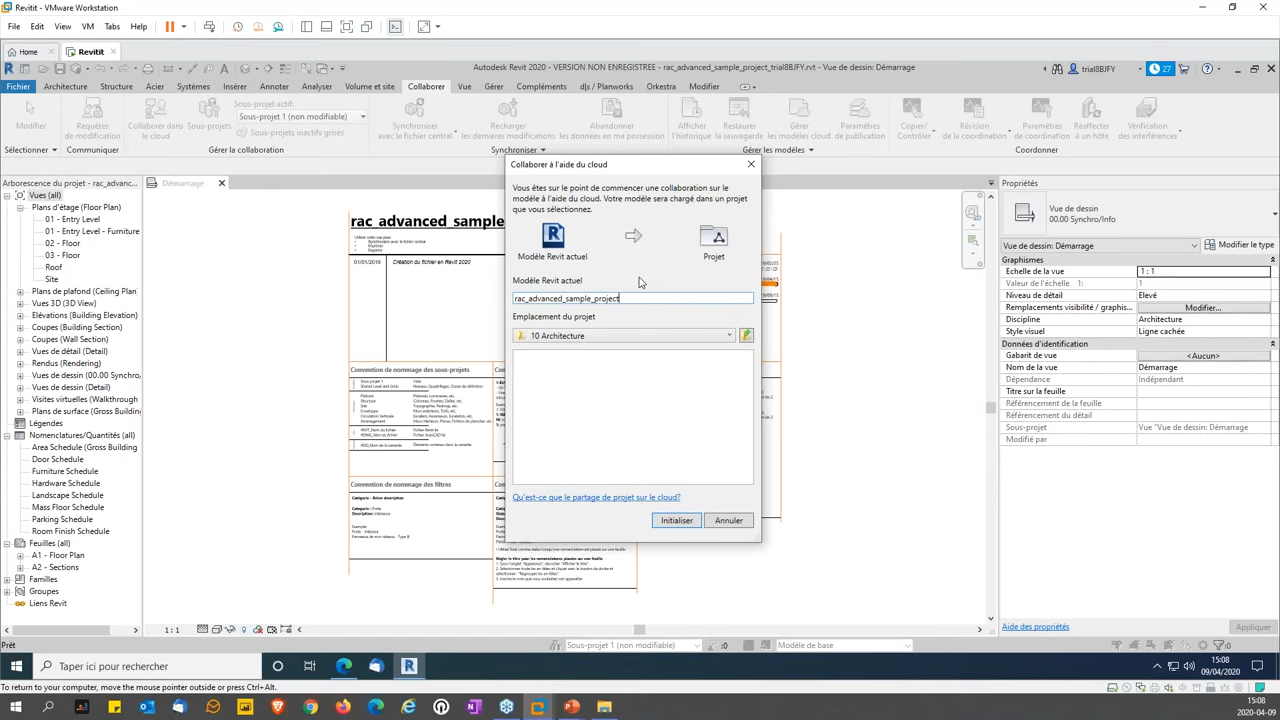 Revitit - VMware Workstation
File Edit View VM Tabs Help
Home Revitit
Autodesk Revit 2020 - VERSION NON ENREGISTREE - rac_advanced_sample_project_trial8BJFY.rvt - Vue de dessin: Démarrage
trial8BJFY 27
Fichier Architecture Structure Acier Systèmes Insérer Annoter Analyser Volume et site Collaborer Vue Gérer Compléments d|s / Planworks Orkestra Modifier
Modifier
Requêtes de modification
Collaborer dans le cloud
Sous-projets
Sous-projet actif:
Sous-projet 1 (non modifiable)
Sous-projets inactifs grisés
Synchroniser avec le fichier central
Recharger les dernières modifications
Abandonner les données en ma possession
Afficher l'historique
Restaurer la sauvegarde
Gérer les modèles cloud
Paramètres de publication
Copier/ Contrôler
Révision de la coordination
Paramètres de coordination
Réaffecter à un hôte
Vérification des interférences
Sélectionner Communiquer Gérer la collaboration Synchroniser Gérer les modèles Coordonner
Arborescence du projet - rac_advanc...
Vues (all)
Plans d'étage (Floor Plan)
01 - Entry Level
01 - Entry Level - Furniture
02 - Floor
03 - Floor
Roof
Site
Plans de plafond (Ceiling Plan
Vues 3D (3D View)
Elévations (Building Elevation)
Coupes (Building Section)
Coupes (Wall Section)
Vues de détail (Detail)
Rendus (Rendering)
Vues de dessin (00.00 Synchro,
Vues de dessin (Detail)
Visites virtuelles (Walkthrough
Plans de surface (Gross Building
Légendes
Nomenclatures/Quantités (all)
Area Schedule (Gross Building
Door Schedule
Furniture Schedule
Hardware Schedule
Landscape Schedule
Mass Floor Schedule
Parking Schedule
Room Finish Schedule
Feuilles (all)
A1 - Floor Plan
A2 - Sections
Familles
Groupes
Liens Revit
Démarrage
rac_advanced_sample
01/01/2019 Création du fichier en Revit 2020
Convention de nommage des sous-projets
Convention de nommage des filtres
Catégorie - Brève description
Collaborer à l'aide du cloud
Vous êtes sur le point de commencer une collaboration sur le
modèle à l'aide du cloud. Votre modèle sera chargé dans un projet
que vous sélectionnez.
Modèle Revit actuel Projet
Modèle Revit actuel
rac_advanced_sample_project
Emplacement du projet
10 Architecture
Qu'est-ce que le partage de projet sur le cloud?
Initialiser Annuler
Propriétés
Vue de dessin
00.00 Synchro/Info
Vue de dessin: Démarrage Modifier le type
Graphismes
Echelle de la vue 1 : 1
Valeur de l'échelle 1: 1
Niveau de détail Elevé
Remplacements visibilité / graphis... Modifier...
Discipline Architecture
Style visuel Ligne cachée
Données d'identification
Gabarit de vue <Aucun>
Nom de la vue Démarrage
Dépendance Indépendant
Titre sur la feuille
Référencement de la feuille
Référencement du détail
Sous-projet Vue "Vue de dessin: Démarrage
Modifié par
Aide des propriétés Appliquer
1 : 1
Prêt
Sous-projet 1 (non modifiable) :0 Modèle de base :0
Taper ici pour rechercher
15:08
09/04/2020
To return to your computer, move the mouse pointer outside or press Ctrl+Alt.
15:08
2020-04-09